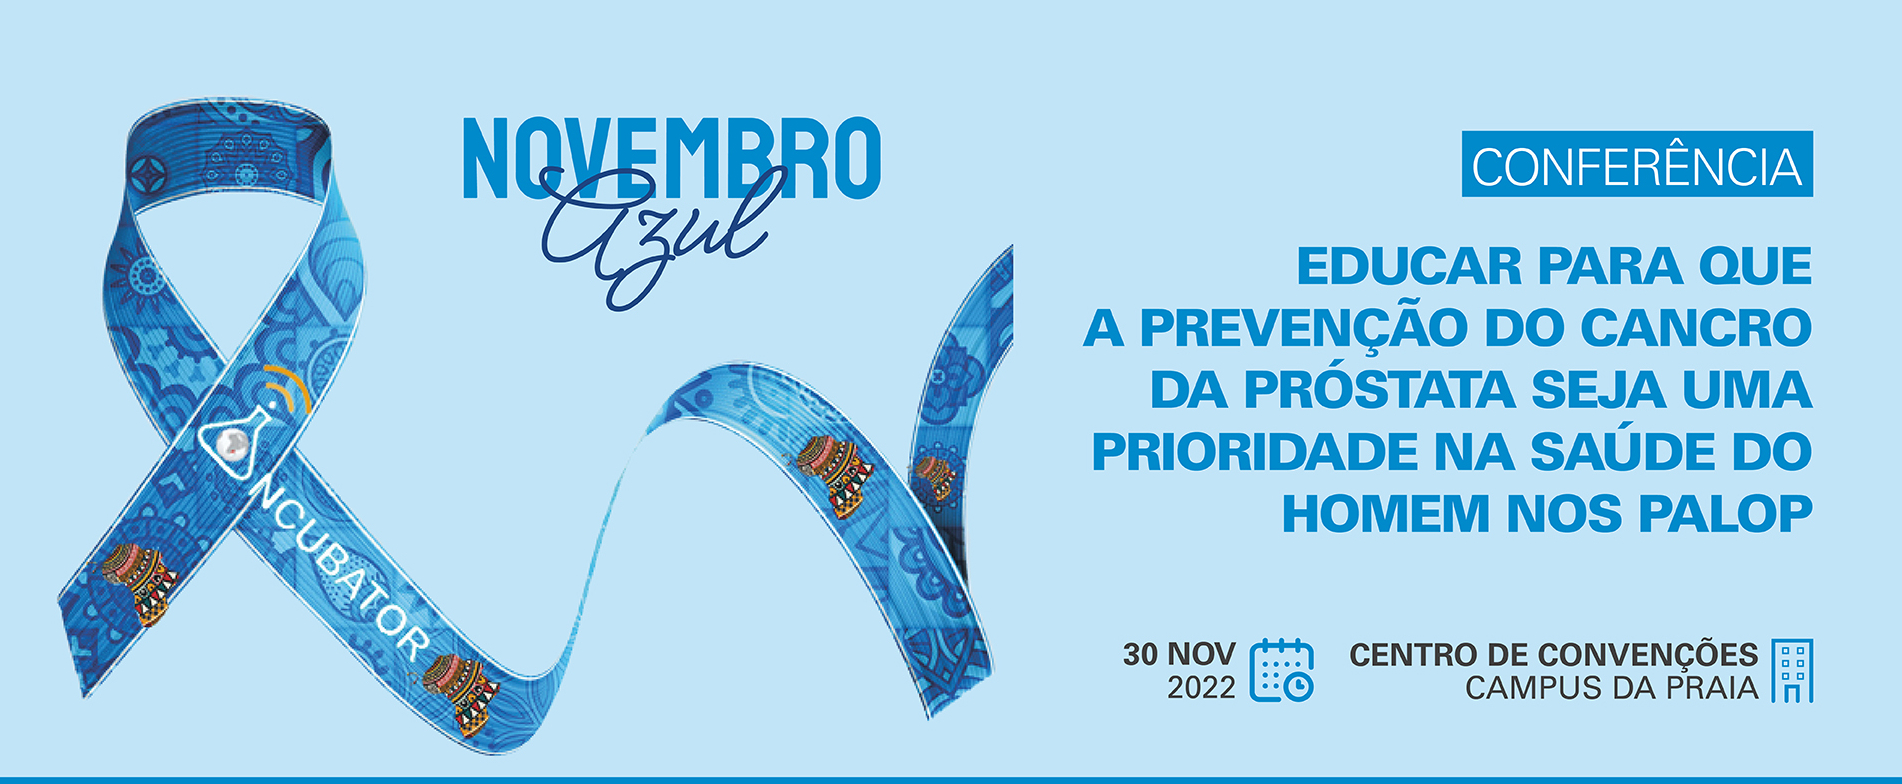 NOVEMBRO
Azul
NCUBATOR
CONFERÊNCIA
EDUCAR PARA QUE
A PREVENÇÃO DO CANCRO
DA PRÓSTATA SEJA UMA
PRIORIDADE NA SAÚDE DO
HOMEM NOS PALOP
30 NOV
2022
CENTRO DE CONVENÇÕES
CAMPUS DA PRAIA